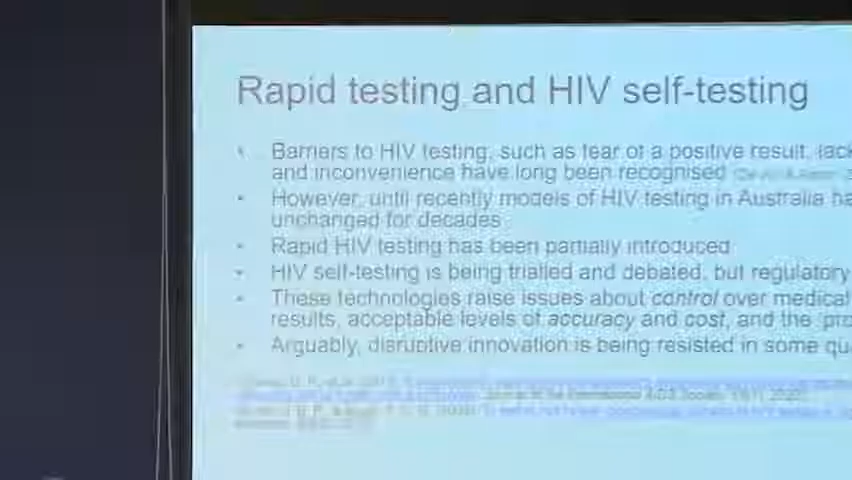 Rapid testing and HIV self-testing
• Barriers to HIV testing, such as fear of a positive result, lack
and inconvenience have long been recognised
• However, until recently models of HIV testing in Australia ha
unchanged for decades
• Rapid HIV testing has been partially introduced
• HIV self-testing is being trialled and debated, but regulatory
• These technologies raise issues about control over medical
results, acceptable levels of accuracy and cost, and the 'pro
• Arguably, disruptive innovation is being resisted in some qu